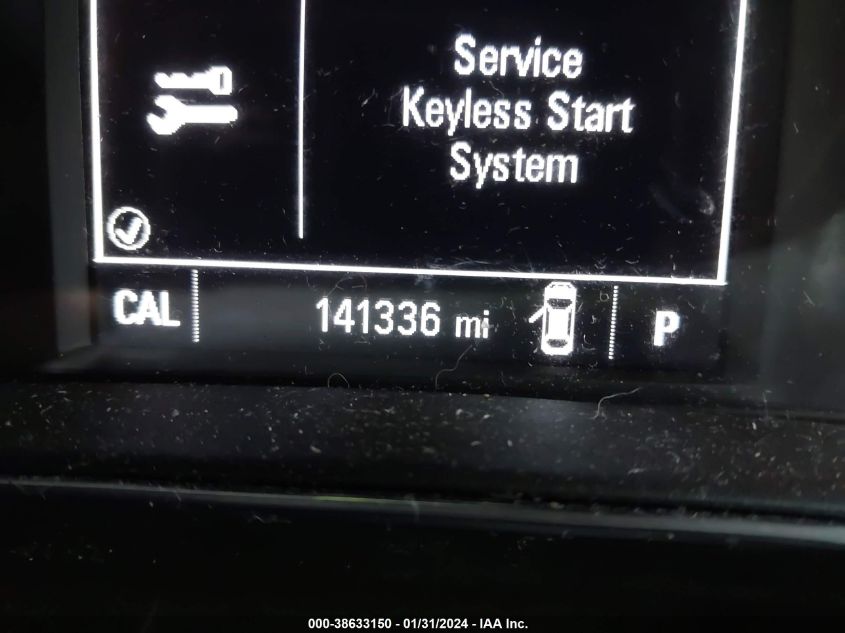 Service
Keyless Start
System
CAL 141336 mi P
000-38633150 - 01/31/2024 - IAA Inc.